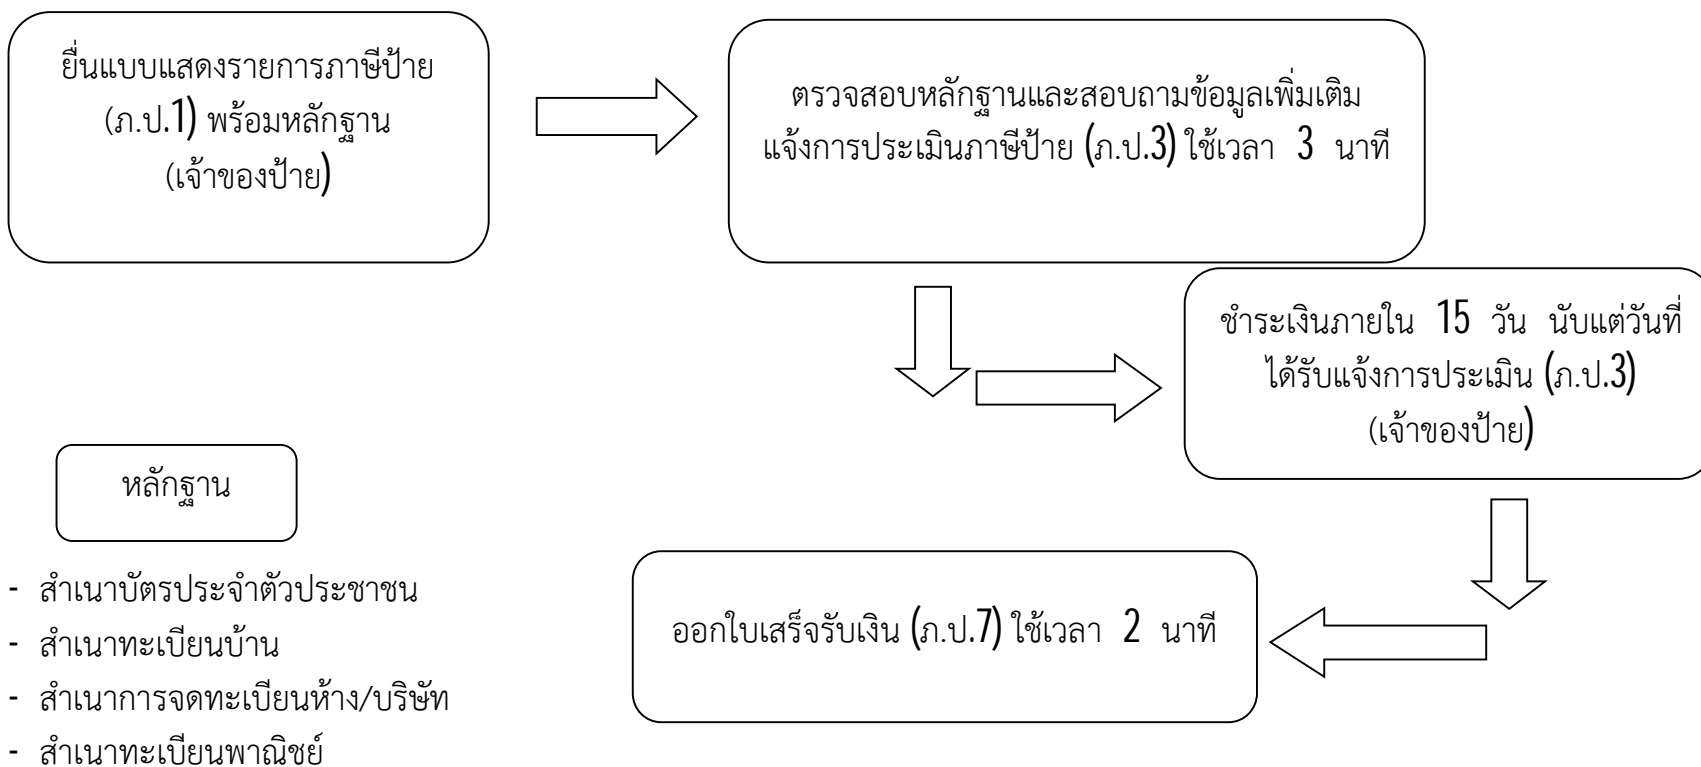 ยื่นแบบแสดงรายการภาษีป้าย
(ภ.ป.1) พร้อมหลักฐาน
(เจ้าของป้าย)
ตรวจสอบหลักฐานและสอบถามข้อมูลเพิ่มเติม
แจ้งการประเมินภาษีป้าย (ภ.ป.3) ใช้เวลา 3 นาที
ชำระเงินภายใน 15 วัน นับแต่วันที่
ได้รับแจ้งการประเมิน (ภ.ป.3)
(เจ้าของป้าย)
ออกใบเสร็จรับเงิน (ภ.ป.7) ใช้เวลา 2 นาที
หลักฐาน
- สำเนาบัตรประจำตัวประชาชน
- สำเนาทะเบียนบ้าน
- สำเนาการจดทะเบียนห้าง/บริษัท
- สำเนาทะเบียนพาณิชย์